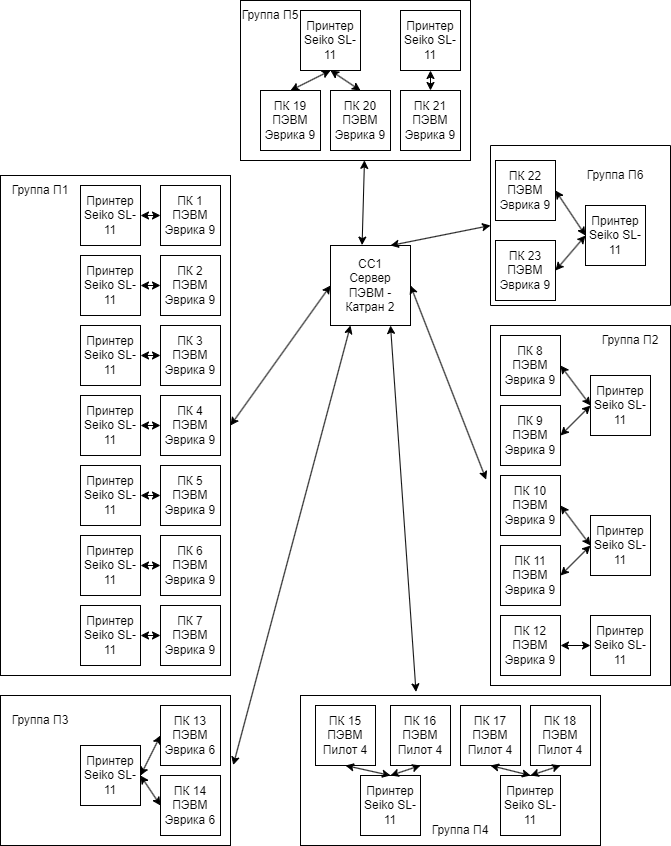 Группа П5
Принтер
Seiko SL-
11
Принтер
Seiko SL-
11
ПК 19
ПЭВМ
Эврика 9
ПК 20
ПЭВМ
Эврика 9
ПК 21
ПЭВМ
Эврика 9
Группа П1
Принтер
Seiko SL-
11
ПК 1
ПЭВМ
Эврика 9
Принтер
Seiko SL-
11
ПК 2
ПЭВМ
Эврика 9
Принтер
Seiko SL-
11
ПК 3
ПЭВМ
Эврика 9
Принтер
Seiko SL-
11
ПК 4
ПЭВМ
Эврика 9
Принтер
Seiko SL-
11
ПК 5
ПЭВМ
Эврика 9
Принтер
Seiko SL-
11
ПК 6
ПЭВМ
Эврика 9
Принтер
Seiko SL-
11
ПК 7
ПЭВМ
Эврика 9
СС1
Сервер
ПЭВМ -
Катран 2
Группа П6
ПК 22
ПЭВМ
Эврика 9
ПК 23
ПЭВМ
Эврика 9
Принтер
Seiko SL-
11
Группа П2
ПК 8
ПЭВМ
Эврика 9
ПК 9
ПЭВМ
Эврика 9
Принтер
Seiko SL-
11
ПК 10
ПЭВМ
Эврика 9
ПК 11
ПЭВМ
Эврика 9
Принтер
Seiko SL-
11
ПК 12
ПЭВМ
Эврика 9
Принтер
Seiko SL-
11
Группа П3
Принтер
Seiko SL-
11
ПК 13
ПЭВМ
Эврика 6
ПК 14
ПЭВМ
Эврика 6
ПК 15
ПЭВМ
Пилот 4
ПК 16
ПЭВМ
Пилот 4
ПК 17
ПЭВМ
Пилот 4
ПК 18
ПЭВМ
Пилот 4
Принтер
Seiko SL-
11
Принтер
Seiko SL-
11
Группа П4